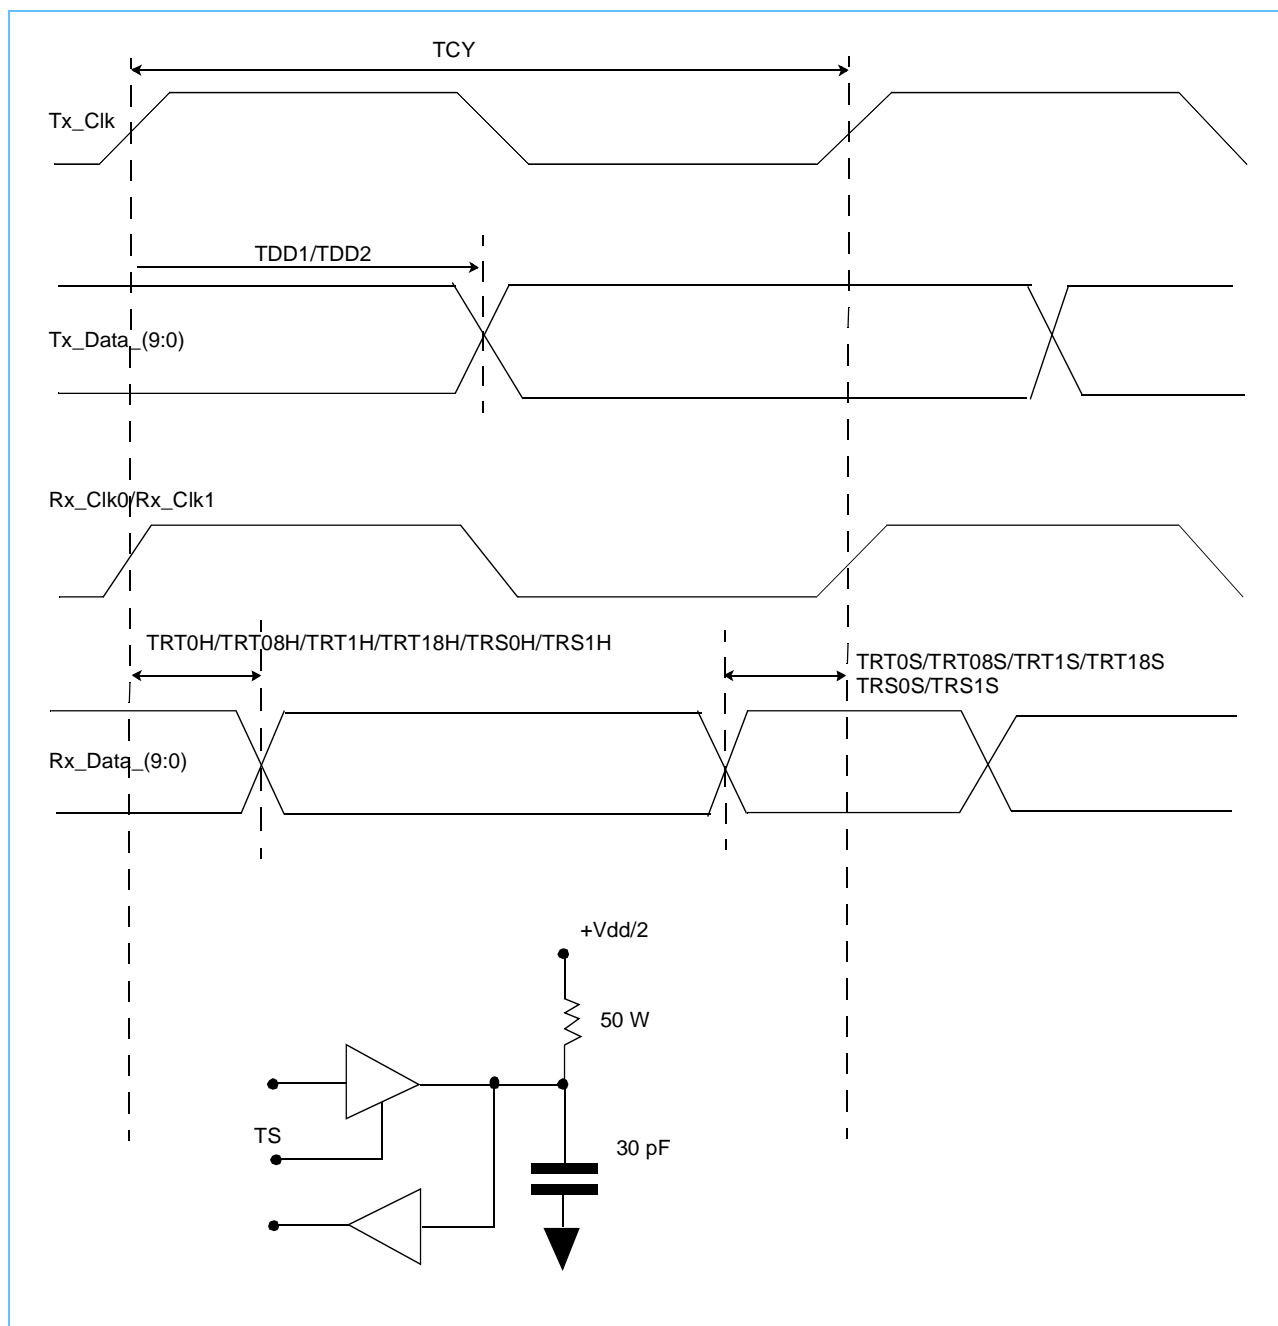 TCY
Tx_Clk
TDD1/TDD2
Tx_Data_(9:0)
Rx_Clk0/Rx_Clk1
TRT0H/TRT08H/TRT1H/TRT18H/TRS0H/TRS1H
TRT0S/TRT08S/TRT1S/TRT18S
TRS0S/TRS1S
Rx_Data_(9:0)
+Vdd/2
50 W
TS
30 pF